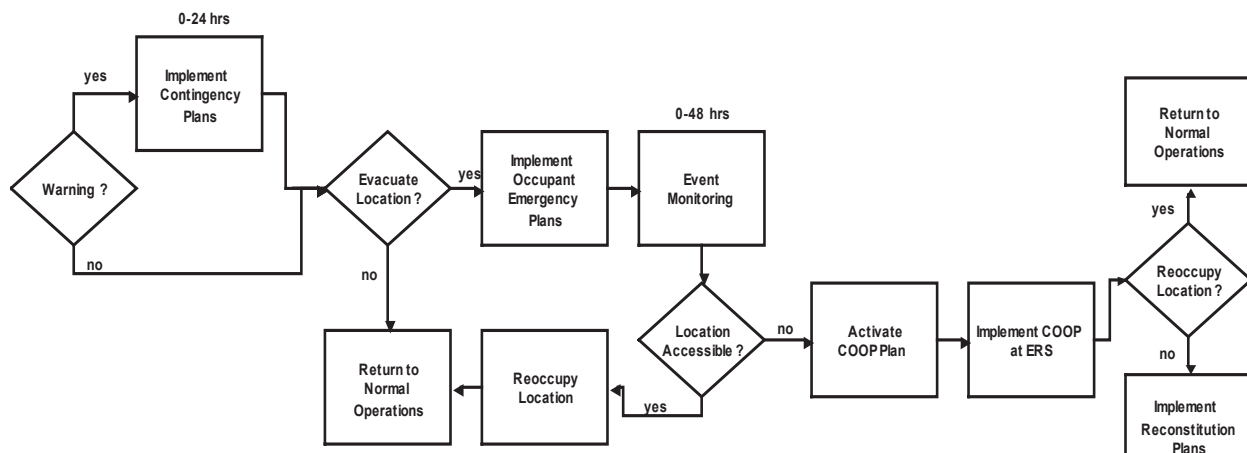 0-24 hrs
yes
Implement
Contingency
Plans
Warning ?
no
Evacuate
Location ?
yes
no
Implement
Occupant
Emergency
Plans
0-48 hrs
Event
Monitoring
Location
Accessible ?
no
yes
Reoccupy
Location
Return to
Normal
Operations
Activate
COOP Plan
Implement COOP
at ERS
Reoccupy
Location ?
yes
Return to
Normal
Operations
no
Implement
Reconstitution
Plans